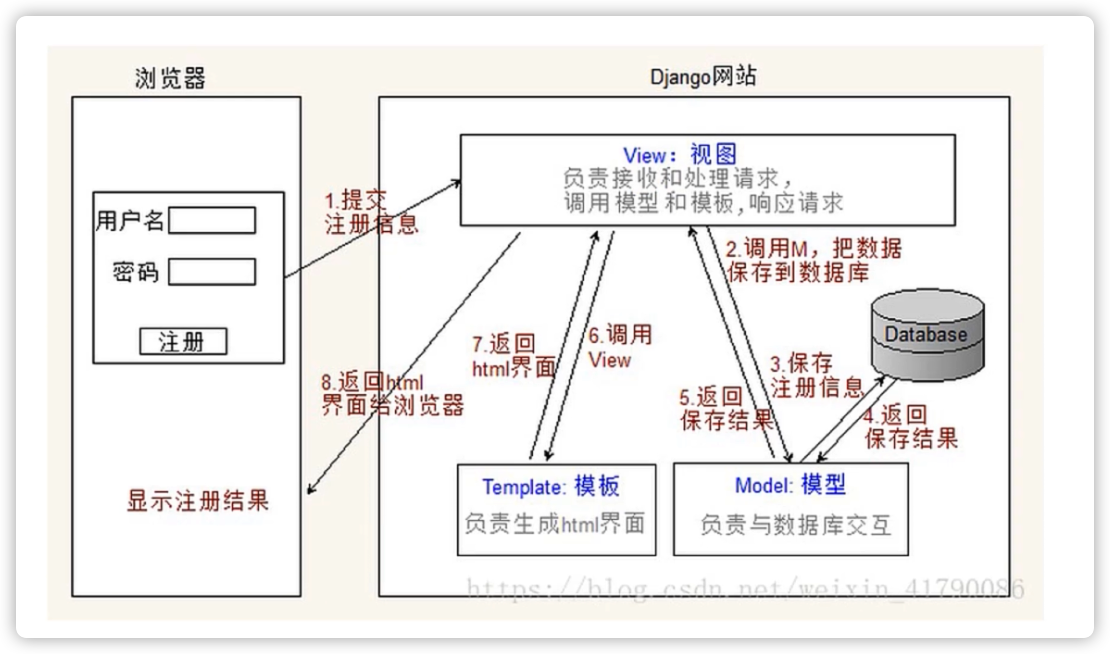 浏览器
Django网站
View：视图
负责接收和处理请求，
调用模型和模板,响应请求
用户名
密码
注册
1.提交
注册信息
2.调用M，把数据
保存到数据库
Database
3.保存
注册信息
4.返回
保存结果
5.返回
保存结果
6.调用
View
7.返回
html界面
8.返回html
界面给浏览器
显示注册结果
Template: 模板
负责生成html界面
Model: 模型
负责与数据库交互
https://blog.csdn.net/weixin_41790086